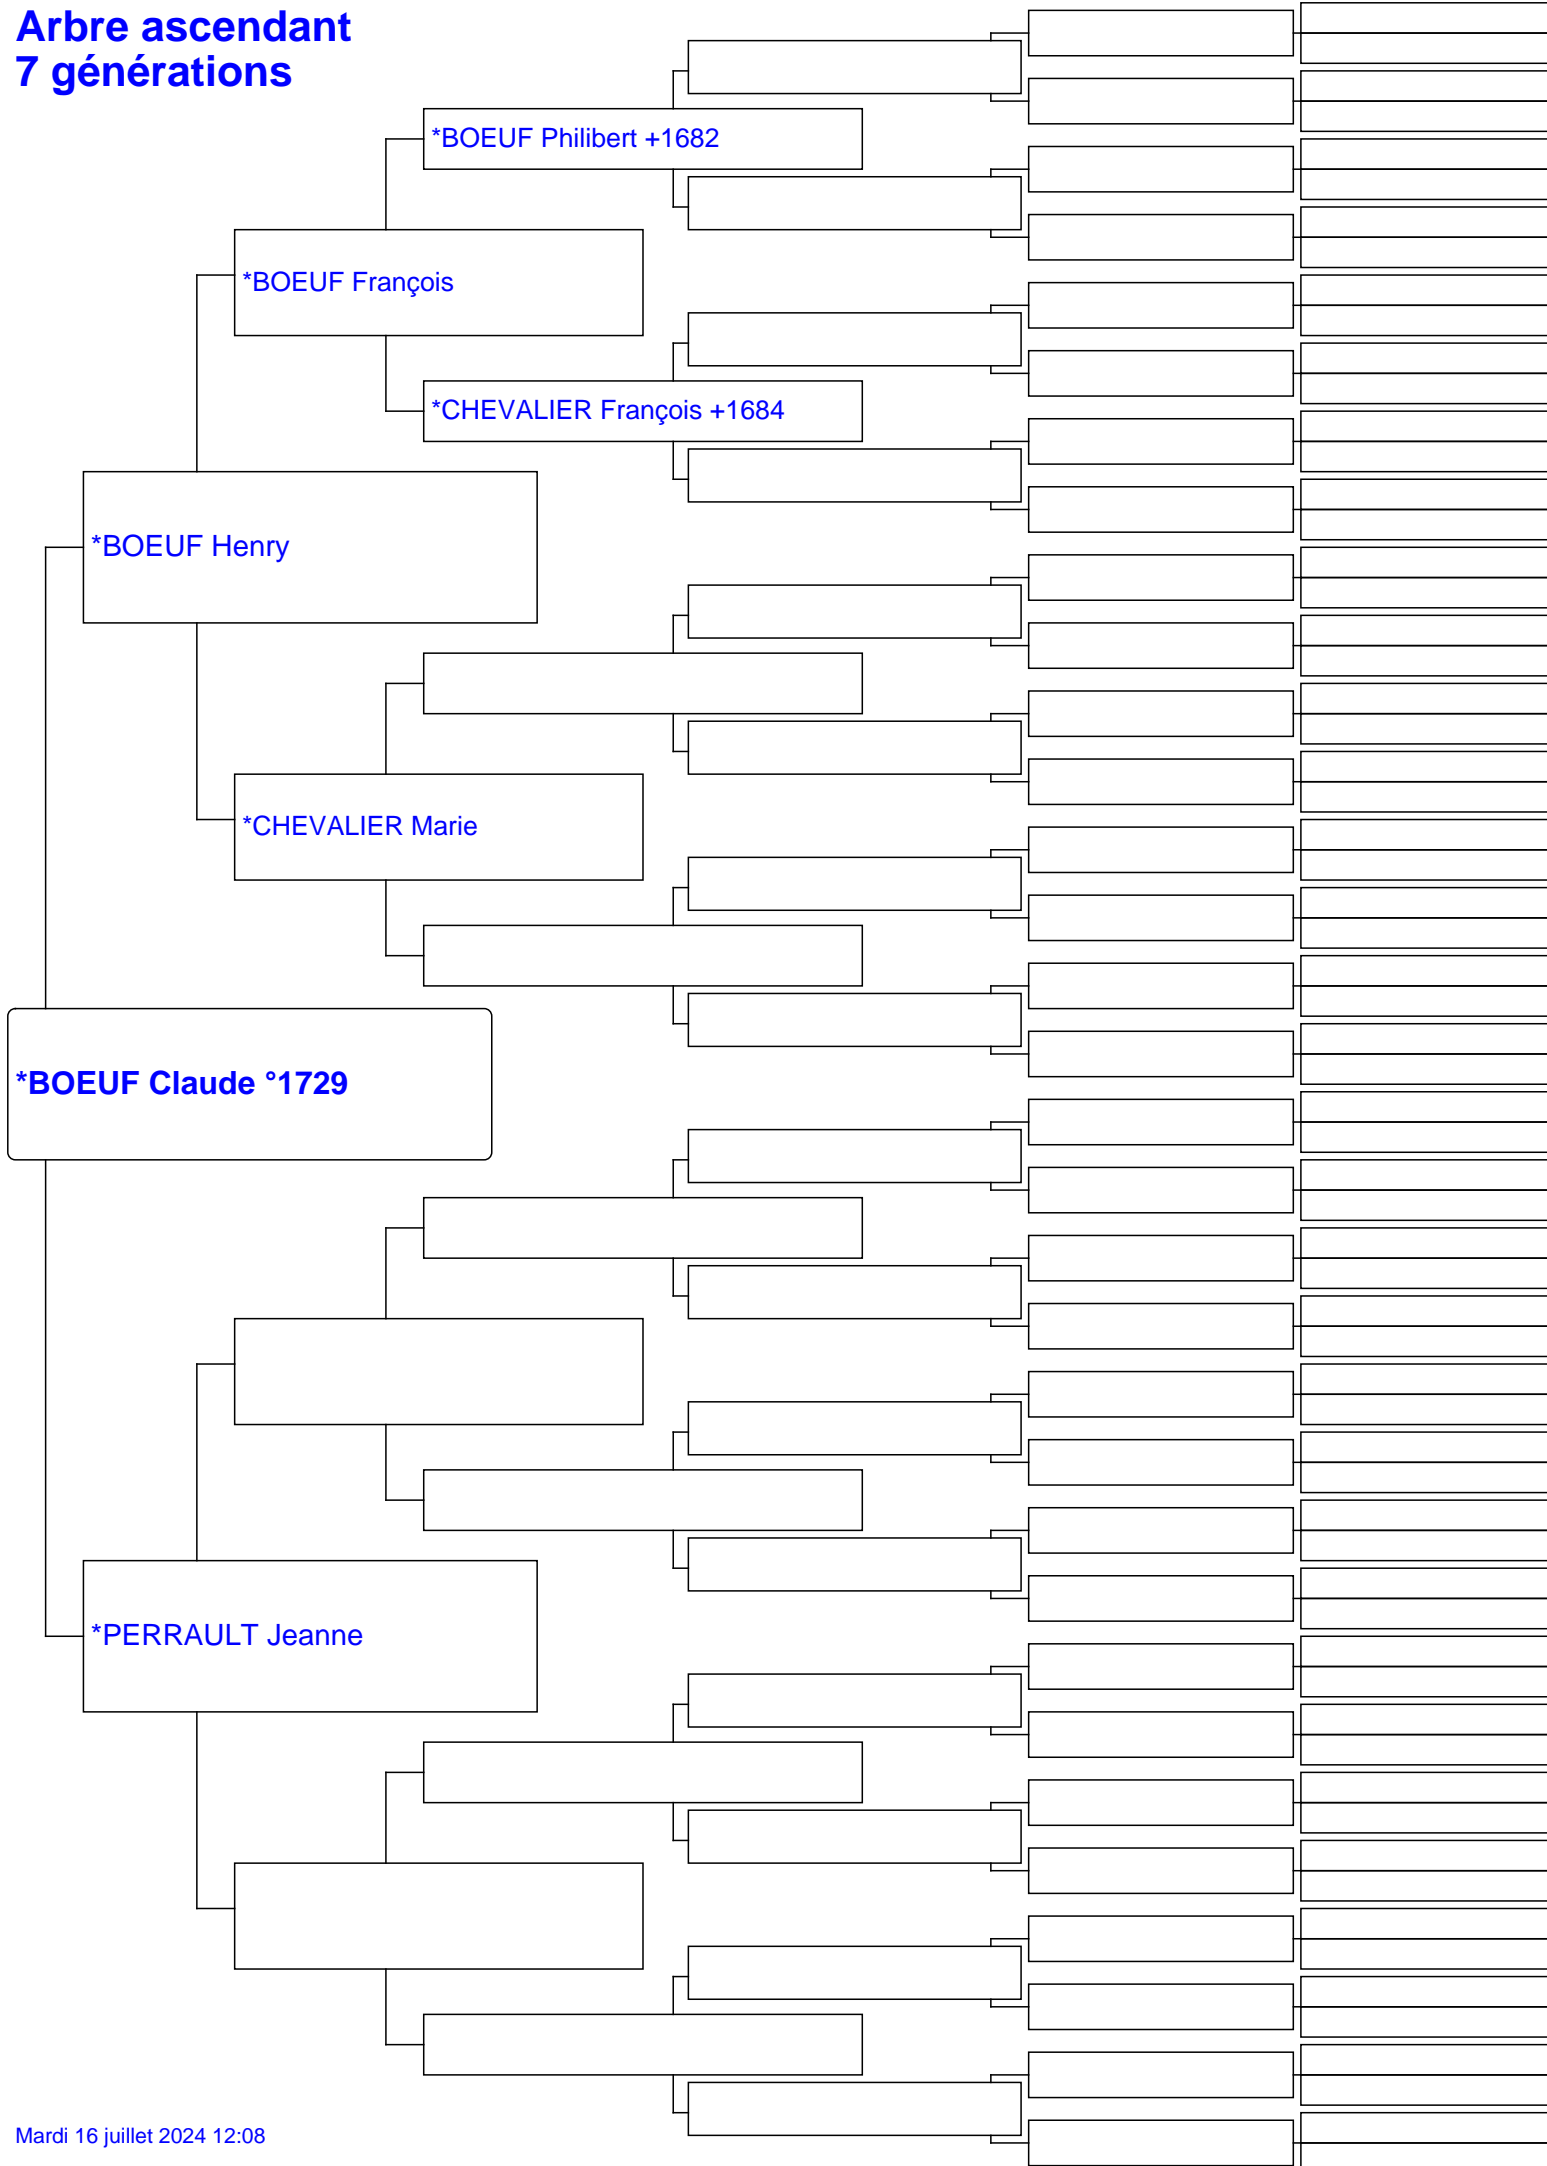 Arbre ascendant
7 générations
*BOEUF Philibert +1682
*BOEUF François
*CHEVALIER François +1684
*BOEUF Henry
*CHEVALIER Marie
*BOEUF Claude °1729
*PERRAULT Jeanne
Mardi 16 juillet 2024 12:08